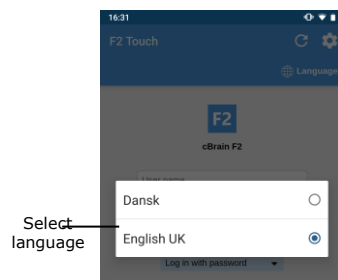 16:31
F2 Touch
Language
F2
cBrain F2
User name
Dansk
English UK
Log in with password
Select
language